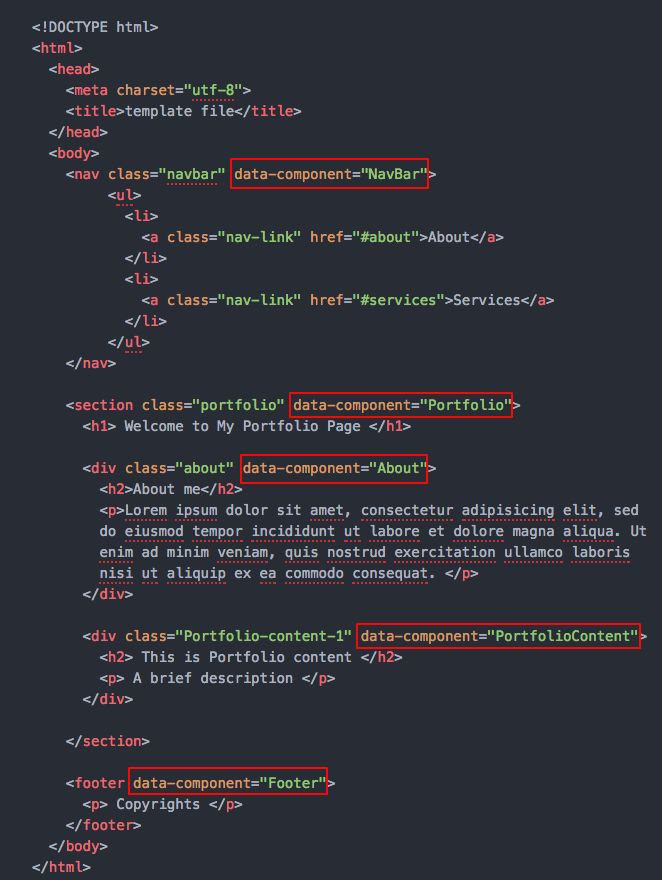 <!DOCTYPE html>
<html>
<head>
<meta charset="utf-8">
<title>template file</title>
</head>
<body>
<nav class="navbar" data-component="NavBar">
<ul>
<li>
<a class="nav-link" href="#about">About</a>
</li>
<li>
<a class="nav-link" href="#services">Services</a>
</li>
</ul>
</nav>
<section class="portfolio" data-component="Portfolio">
<h1> Welcome to My Portfolio Page </h1>
<div class="about" data-component="About">
<h2>About me</h2>
<p>Lorem ipsum dolor sit amet, consectetur adipisicing elit, sed
do eiusmod tempor incididunt ut labore et dolore magna aliqua. Ut
enim ad minim veniam, quis nostrud exercitation ullamco laboris
nisi ut aliquip ex ea commodo consequat. </p>
</div>
<div class="Portfolio-content-1" data-component="PortfolioContent">
<h2> This is Portfolio content </h2>
<p> A brief description </p>
</div>
</section>
<footer data-component="Footer">
<p> Copyrights </p>
</footer>
</body>
</html>